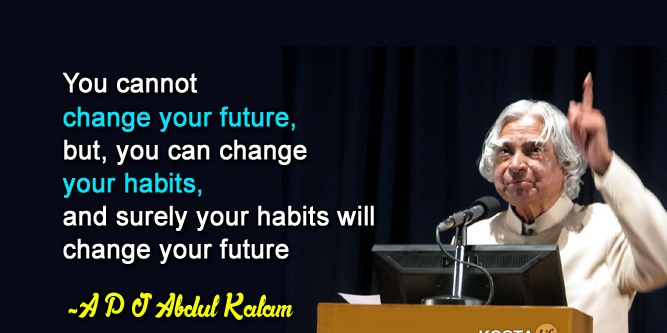 You cannot
change your future,
but, you can change
your habits,
and surely your habits will
change your future
~A P J Abdul Kalam